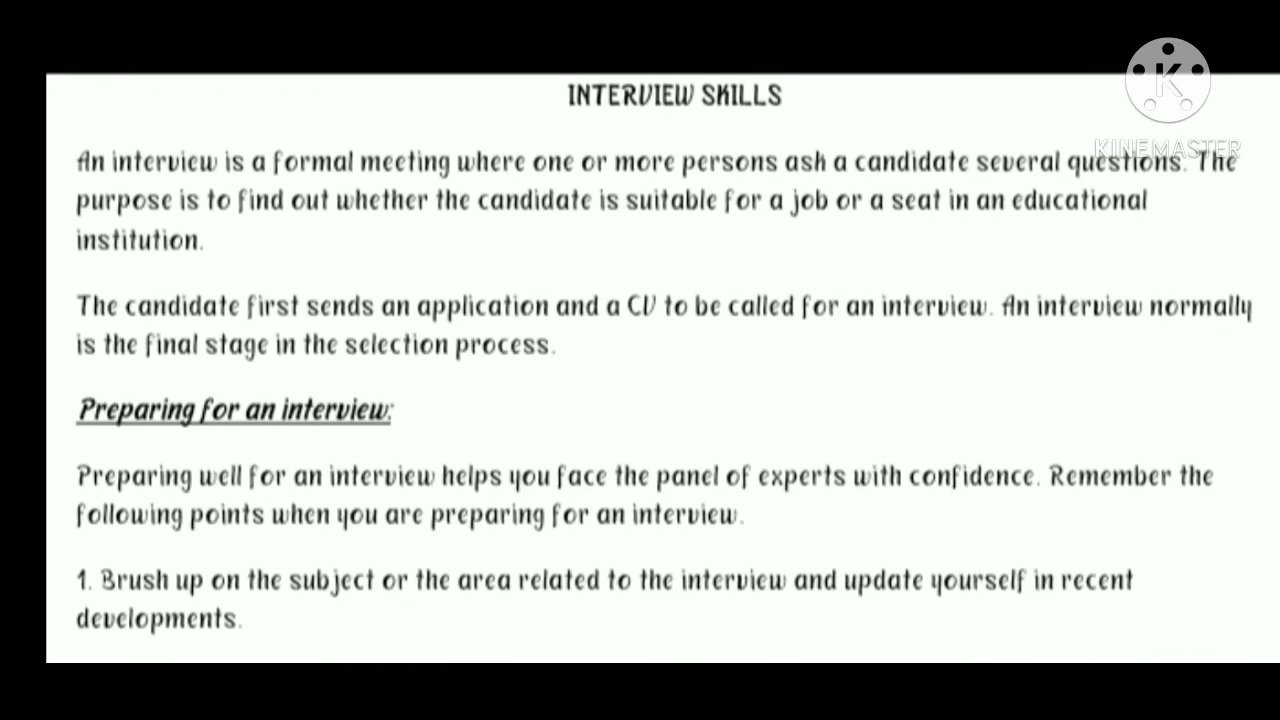 INTERVIEW SKILLS
An interview is a formal meeting where one or more persons ask a candidate several questions. The
purpose is to find out whether the candidate is suitable for a job or a seat in an educational
institution.
The candidate first sends an application and a CV to be called for an interview. An interview normally
is the final stage in the selection process.
Preparing for an interview:
Preparing well for an interview helps you face the panel of experts with confidence. Remember the
following points when you are preparing for an interview.
1. Brush up on the subject or the area related to the interview and update yourself in recent
developments.
K
KINEMASTER